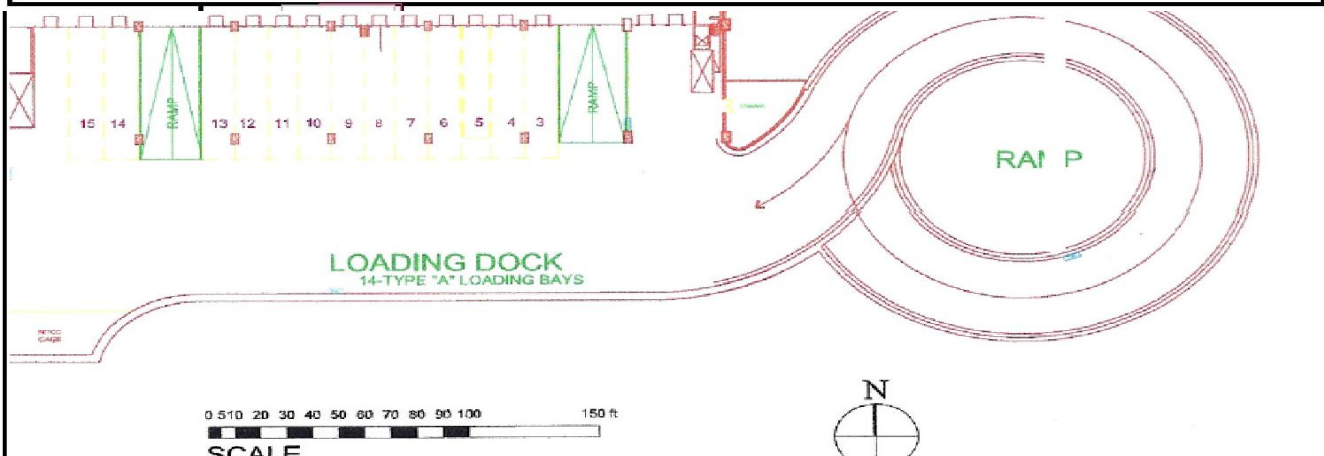 15 14 RAMP 13 12 11 10 9 8 7 6 5 4 3 RAMP
RAMP
LOADING DOCK
14-TYPE "A" LOADING BAYS
CAGE
N
0 5 10 20 30 40 50 60 70 80 90 100 150 ft
SCALE